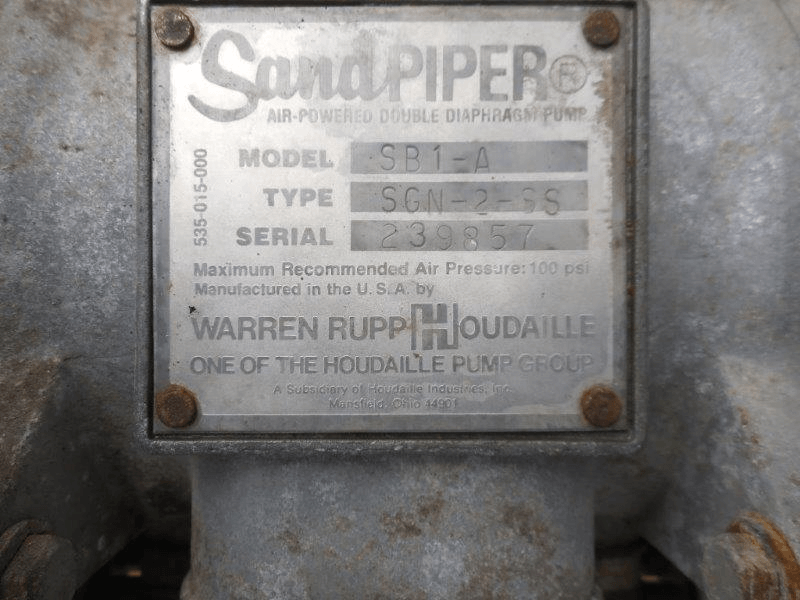 SandPIPER®
AIR-POWERED DOUBLE DIAPHRAGM PUMP
535-015-000
MODEL SB1-A
TYPE SGN-2-SS
SERIAL 239857
Maximum Recommended Air Pressure: 100 psi
Manufactured in the U.S.A. by
WARREN RUPP HOUDAILLE
ONE OF THE HOUDAILLE PUMP GROUP
A Subsidiary of Houdaille Industries, Inc.
Mansfield, Ohio 44901